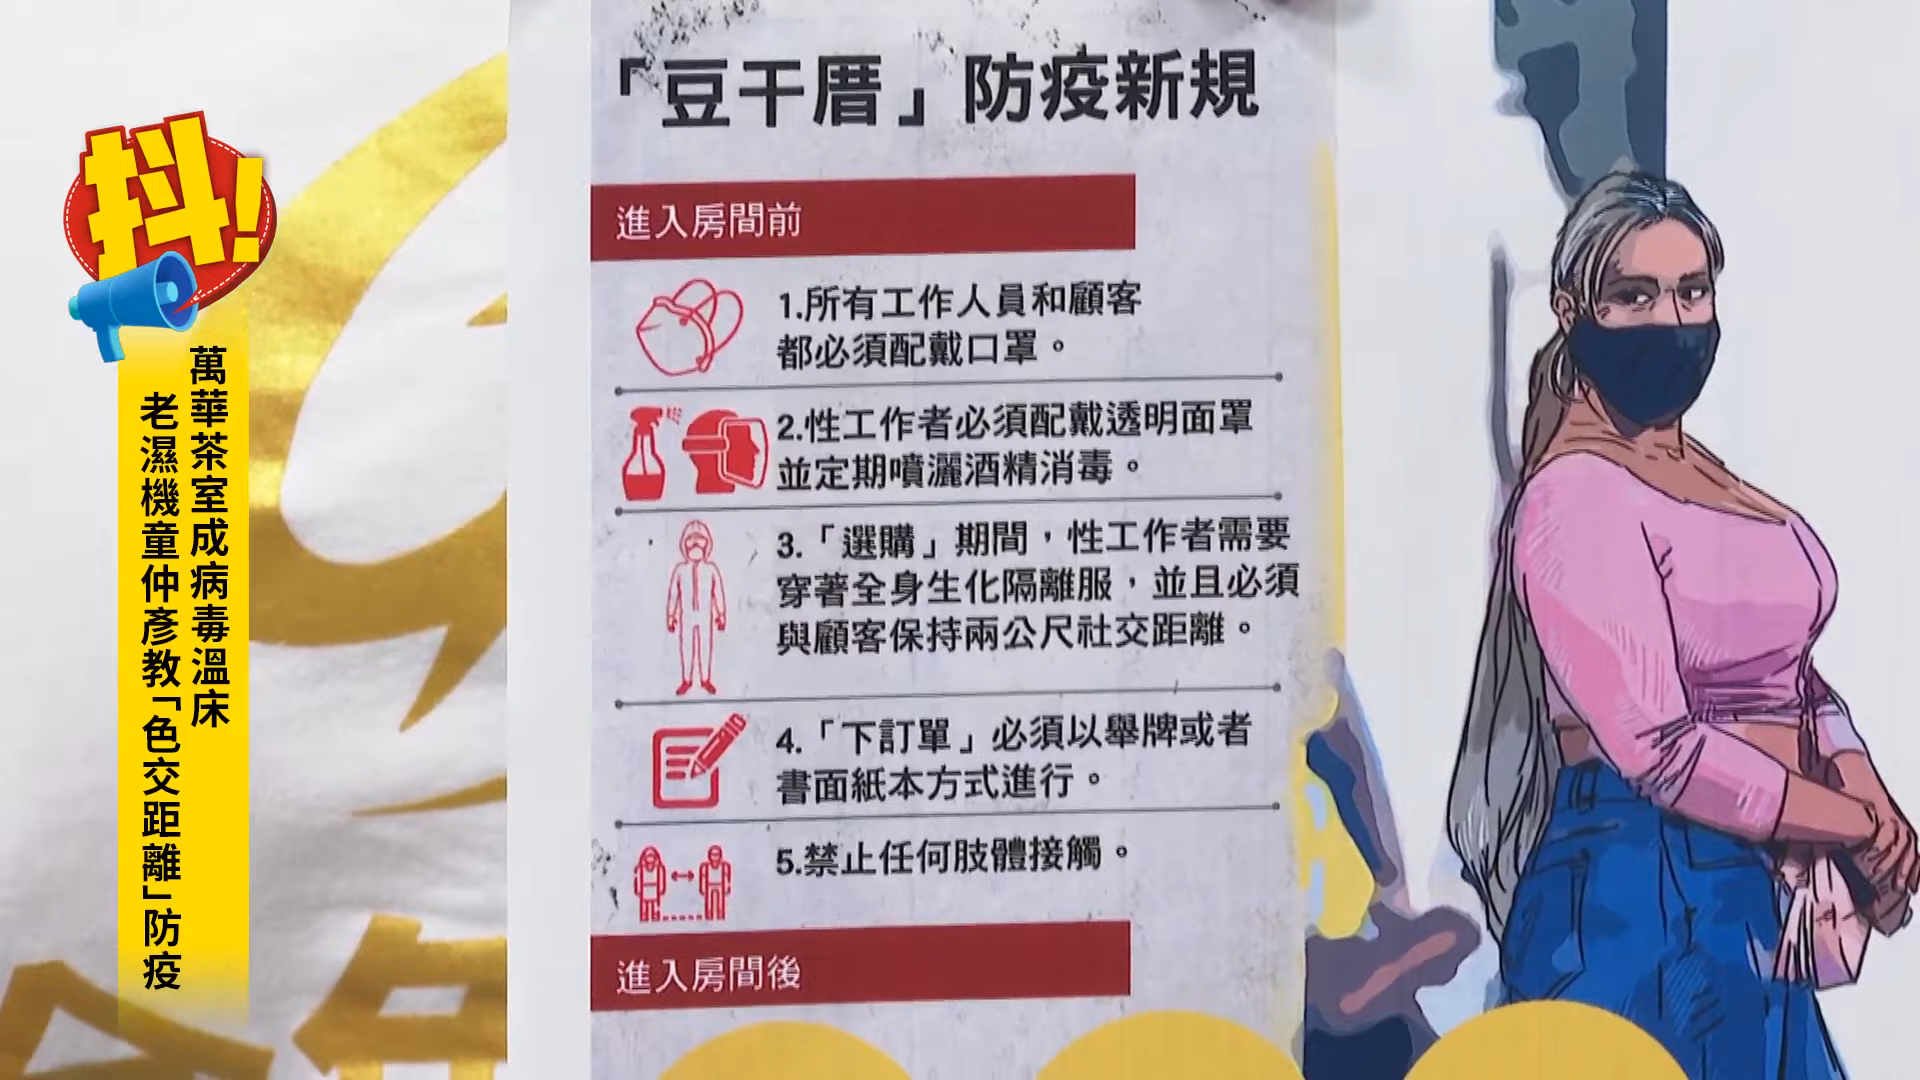 抖!
萬華茶室成病毒溫床
老濕機童仲彥教「色交距離」防疫
「豆干厝」防疫新規
進入房間前
1.所有工作人員和顧客
都必須配戴口罩。
2.性工作者必須配戴透明面罩
並定期噴灑酒精消毒。
3.「選購」期間，性工作者需要
穿著全身生化隔離服，並且必須
與顧客保持兩公尺社交距離。
4.「下訂單」必須以舉牌或者
書面紙本方式進行。
5.禁止任何肢體接觸。
進入房間後